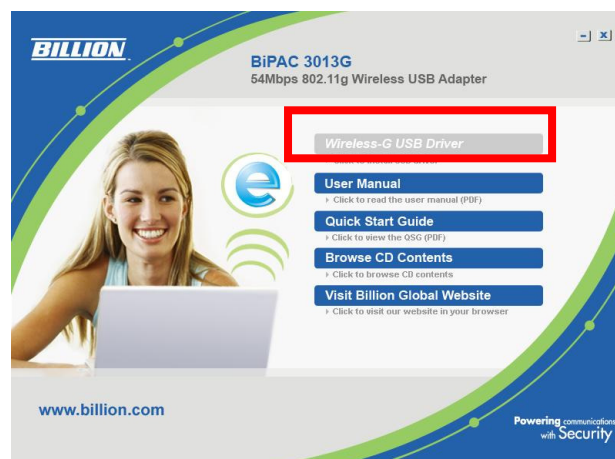 BILLION
BiPAC 3013G
54Mbps 802.11g Wireless USB Adapter
Wireless-G USB Driver
User Manual
Click to read the user manual (PDF)
Quick Start Guide
Click to view the QSG (PDF)
Browse CD Contents
Click to browse CD contents
Visit Billion Global Website
Click to visit our website in your browser
www.billion.com
Powering communications
with Security